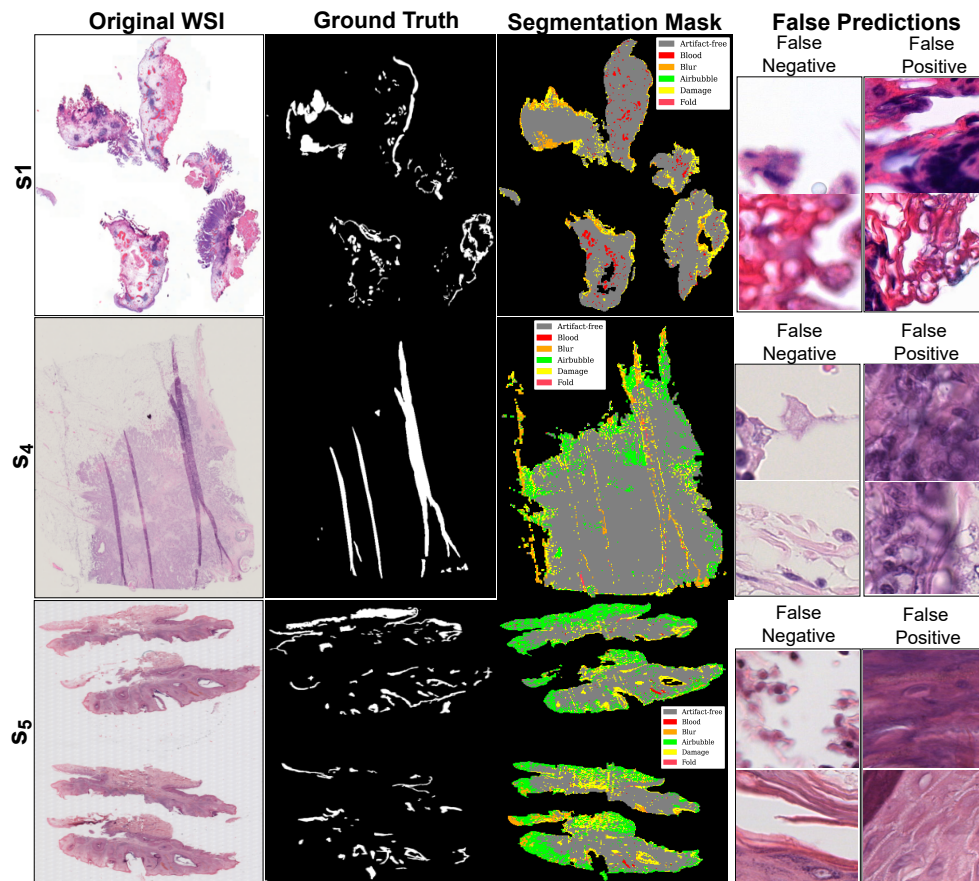 Original WSI
Ground Truth
Segmentation Mask
False Predictions
s1
Artifact-free
Blood
Blur
Airbubble
Damage
Fold
False
Negative
False
Positive
s4
Artifact-free
Blood
Blur
Airbubble
Damage
Fold
False
Negative
False
Positive
s5
Artifact-free
Blood
Blur
Airbubble
Damage
Fold
False
Negative
False
Positive